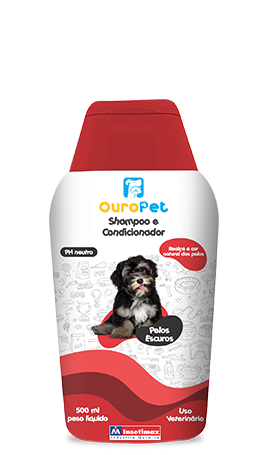 OuroPet
Shampoo e
Condicionador
PH neutro
Realça a cor
natural dos pelos
Pelos
Escuros
500 ml
peso líquido
Uso
Veterinário
M insetimax
Indústria Química